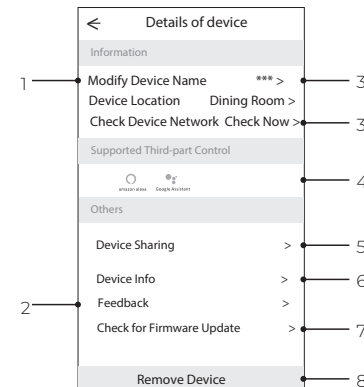 Details of device
Information
1 Modify Device Name *** > 3
Device Location Dining Room >
Check Device Network Check Now > 3
Supported Third-part Control
amazon alexa Google Assistant 4
Others
Device Sharing > 5
Device Info > 6
2 Feedback >
Check for Firmware Update > 7
Remove Device 8